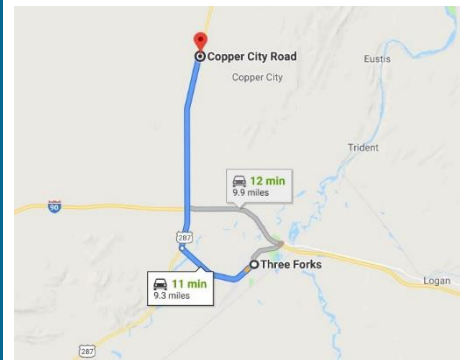 Copper City Road
Copper City
Eustis
Trident
12 min
9.9 miles
90
287
Three Forks
11 min
9.3 miles
Logan
287